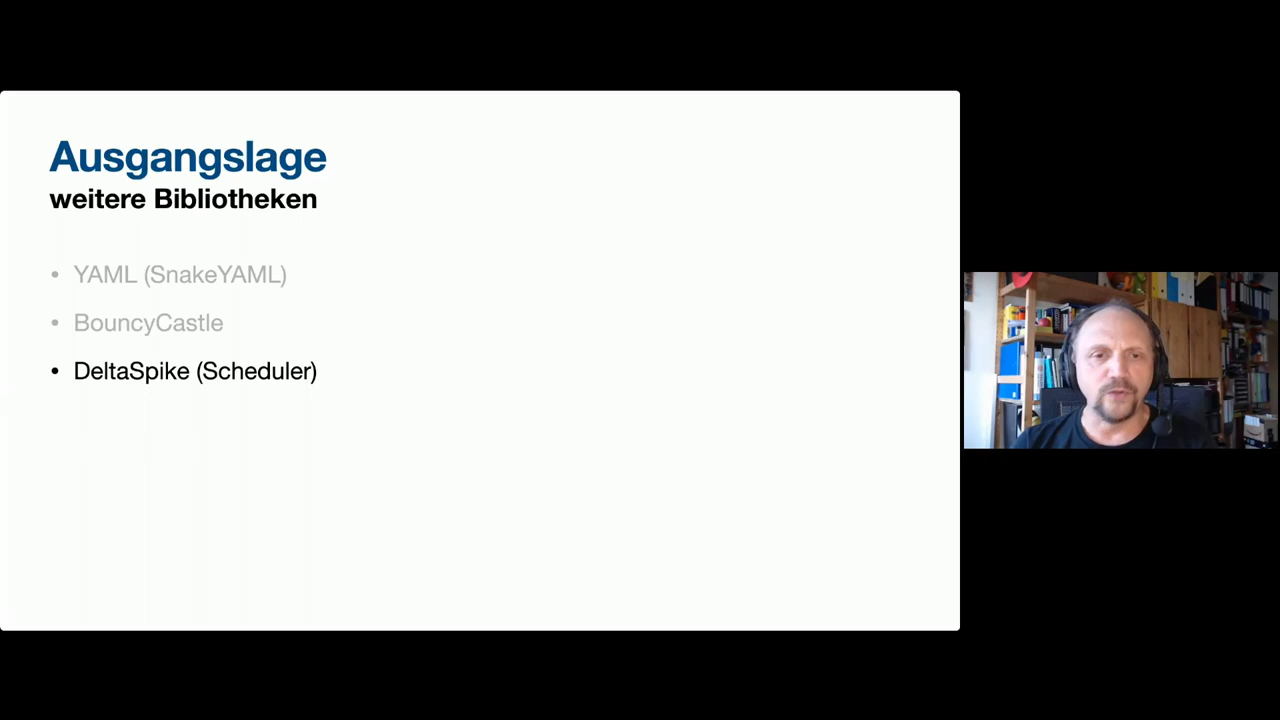 Ausgangslage
weitere Bibliotheken
• YAML (SnakeYAML)
• BouncyCastle
• DeltaSpike (Scheduler)